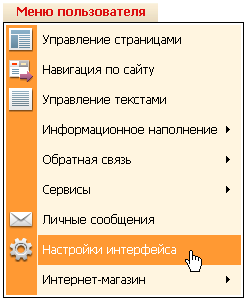 Меню пользователя
Управление страницами
Навигация по сайту
Управление текстами
Информационное наполнение
Обратная связь
Сервисы
Личные сообщения
Настройки интерфейса
Интернет-магазин